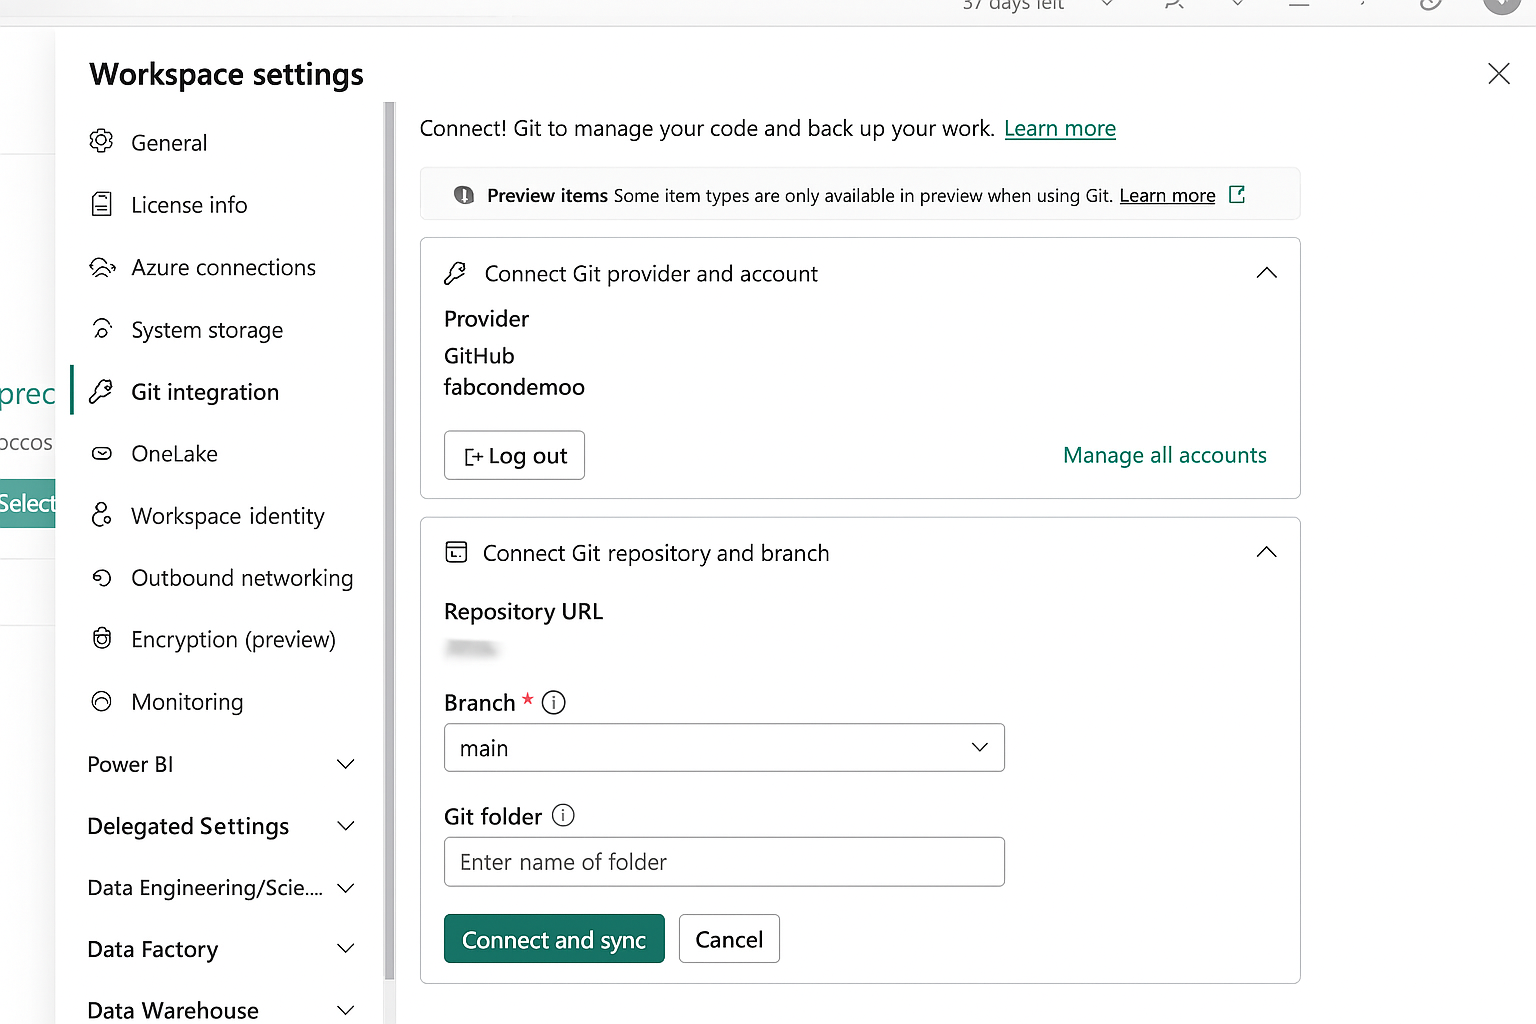 37 days left
Workspace settings
General
License info
Azure connections
System storage
Git integration
OneLake
Workspace identity
Outbound networking
Encryption (preview)
Monitoring
Power BI
Delegated Settings
Data Engineering/Scie....
Data Factory
Data Warehouse
prec
occos
Select
Connect! Git to manage your code and back up your work. Learn more
Preview items Some item types are only available in preview when using Git. Learn more
Connect Git provider and account
Provider
GitHub
fabcondemoo
Log out
Manage all accounts
Connect Git repository and branch
Repository URL
Branch *
main
Git folder
Enter name of folder
Connect and sync
Cancel